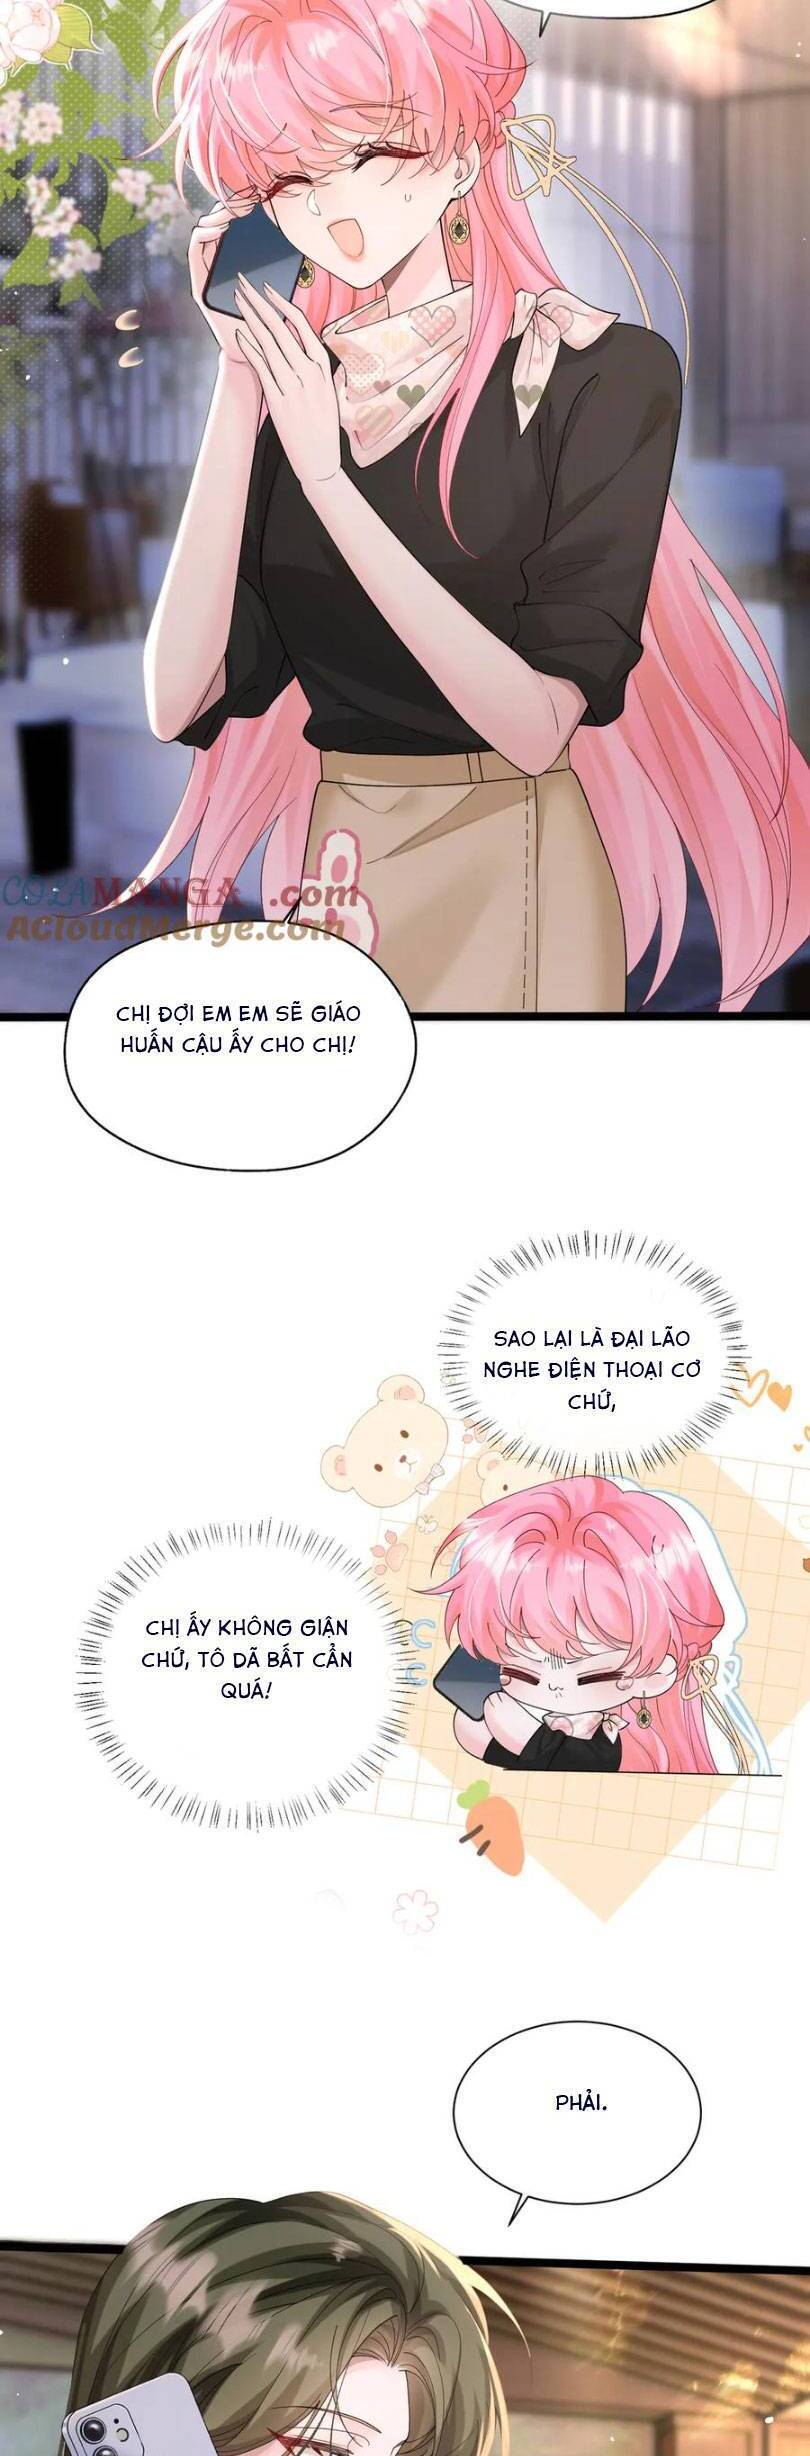 COLAMANGA.com
AcloudMerge.com
CHỊ ĐỢI EM EM SẼ GIÁO
HUẤN CẬU ẤY CHO CHỊ!
SAO LẠI LÀ ĐẠI LÃO
NGHE ĐIỆN THOẠI CƠ
CHỨ,
CHỊ ẤY KHÔNG GIẬN
CHỨ, TÔ DÃ BẤT CẨN
QUÁ!
PHẢI.